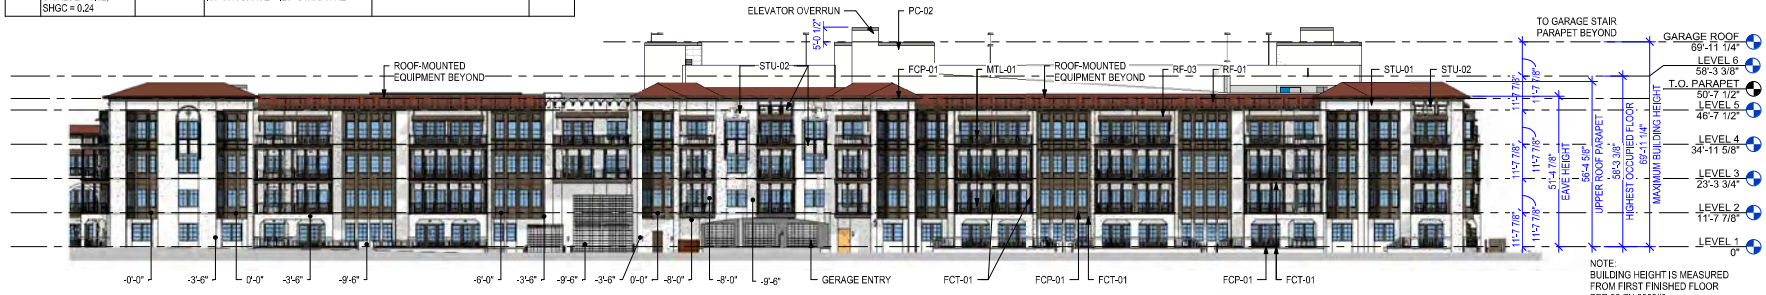 SHGC = 0.24
ELEVATOR OVERRUN
PC-02
5'-0 1/2"
TO GARAGE STAIR
PARAPET BEYOND
GARAGE ROOF
69'-11 1/4"
LEVEL 6
58'-3 3/8"
T.O. PARAPET
50'-7 1/2"
LEVEL 5
46'-7 1/2"
LEVEL 4
34'-11 5/8"
LEVEL 3
23'-3 3/4"
LEVEL 2
11'-7 7/8"
LEVEL 1
0"
ROOF-MOUNTED
EQUIPMENT BEYOND
STU-02
FCP-01
MTL-01
ROOF-MOUNTED
EQUIPMENT BEYOND
RF-03
RF-01
STU-01
STU-02
11'-7 7/8"
11'-7 7/8"
11'-7 7/8"
11'-7 7/8"
11'-7 7/8"
11'-7 7/8"
11'-7 7/8"
51'-4 7/8"
EAVE HEIGHT
56'-4 5/8"
UPPER ROOF PARAPET
58'-3 3/8"
HIGHEST OCCUPIED FLOOR
69'-11 1/4"
MAXIMUM BUILDING HEIGHT
-0'-0"
-3'-6"
0'-0"
-3'-6"
-9'-6"
-6'-0"
-3'-6"
-9'-6"
-3'-6"
0'-0"
-8'-0"
-8'-0"
-9'-6"
GERAGE ENTRY
FCT-01
FCP-01
FCT-01
FCP-01
FCT-01
NOTE:
BUILDING HEIGHT IS MEASURED
FROM FIRST FINISHED FLOOR